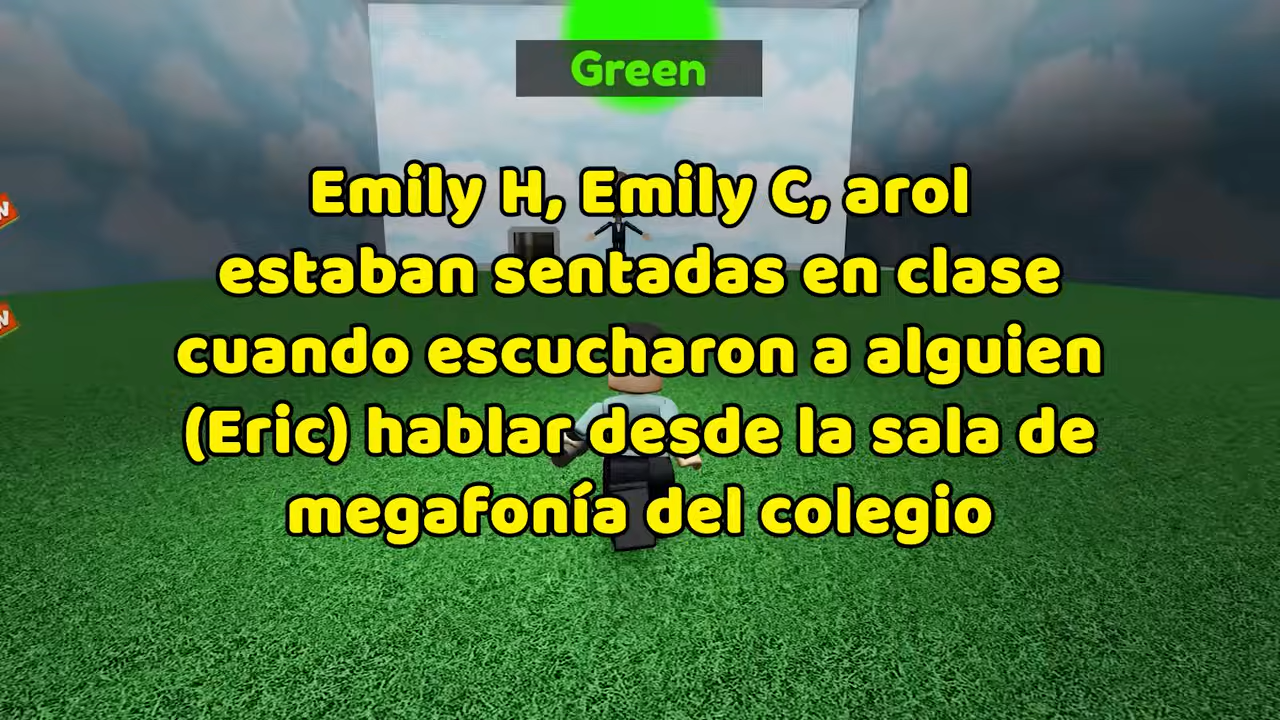 Green
Emily H, Emily C, arol
estaban sentadas en clase
cuando escucharon a alguien
(Eric) hablar desde la sala de
megafonía del colegio